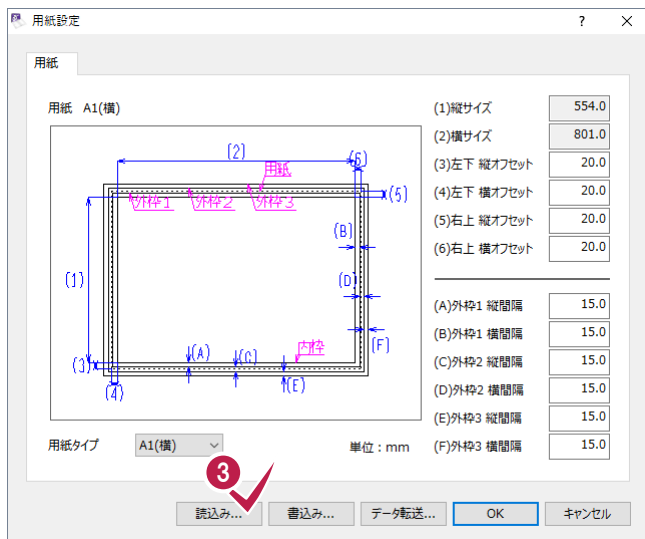 用紙設定
? ×
用紙
用紙 A1(横)
(2)
(6)
用紙
(5)
外枠1 外枠2 外枠3
(B)
(1)
(D)
(A) (C) 内枠 (F)
(3)
(4)
(E)
用紙タイプ A1(横)
単位：mm
(1)縦サイズ 554.0
(2)横サイズ 801.0
(3)左下 縦オフセット 20.0
(4)左下 横オフセット 20.0
(5)右上 縦オフセット 20.0
(6)右上 横オフセット 20.0
(A)外枠1 縦間隔 15.0
(B)外枠1 横間隔 15.0
(C)外枠2 縦間隔 15.0
(D)外枠2 横間隔 15.0
(E)外枠3 縦間隔 15.0
(F)外枠3 横間隔 15.0
3
読込み... 書込み... データ転送... OK キャンセル